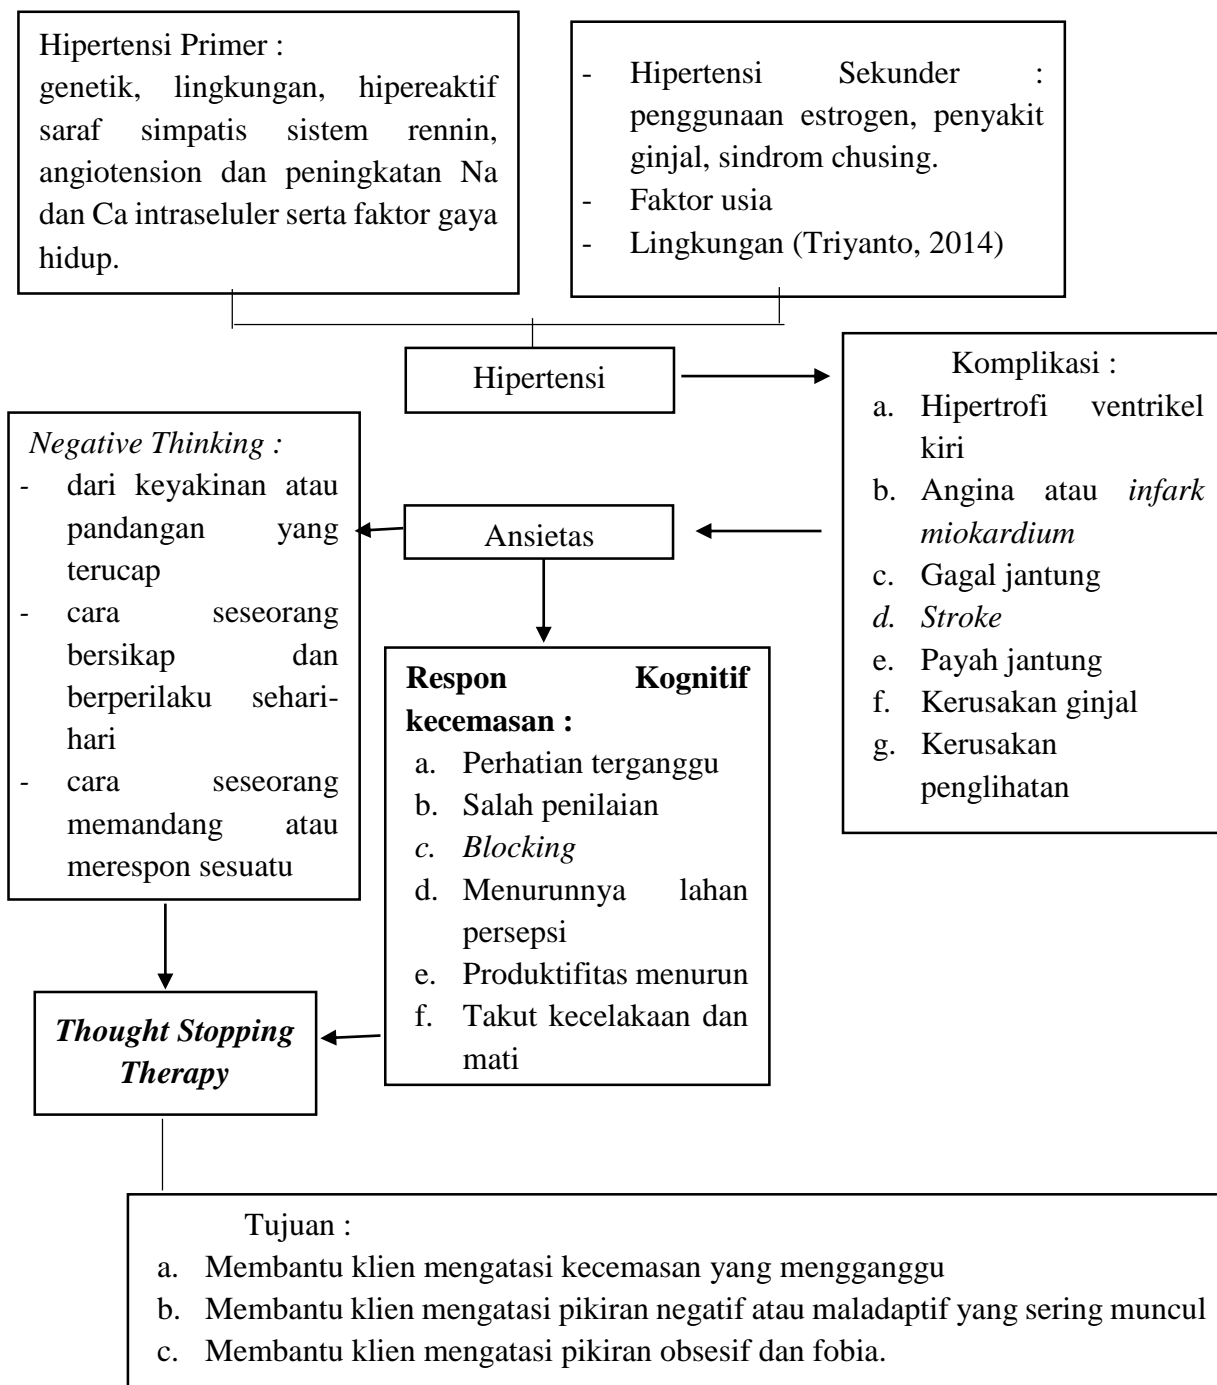 Hipertensi Primer :
genetik, lingkungan, hipereaktif
saraf simpatis sistem rennin,
angiotension dan peningkatan Na
dan Ca intraseluler serta faktor gaya
hidup.
- Hipertensi Sekunder :
penggunaan estrogen, penyakit
ginjal, sindrom chusing.
- Faktor usia
- Lingkungan (Triyanto, 2014)
Hipertensi
Komplikasi :
a. Hipertrofi ventrikel
kiri
b. Angina atau infark
miokardium
c. Gagal jantung
d. Stroke
e. Payah jantung
f. Kerusakan ginjal
g. Kerusakan
penglihatan
Ansietas
Negative Thinking :
- dari keyakinan atau
pandangan yang
terucap
- cara seseorang
bersikap dan
berperilaku sehari-
hari
- cara seseorang
memandang atau
merespon sesuatu
Respon Kognitif
kecemasan :
a. Perhatian terganggu
b. Salah penilaian
c. Blocking
d. Menurunnya lahan
persepsi
e. Produktifitas menurun
f. Takut kecelakaan dan
mati
Thought Stopping
Therapy
Tujuan :
a. Membantu klien mengatasi kecemasan yang mengganggu
b. Membantu klien mengatasi pikiran negatif atau maladaptif yang sering muncul
c. Membantu klien mengatasi pikiran obsesif dan fobia.